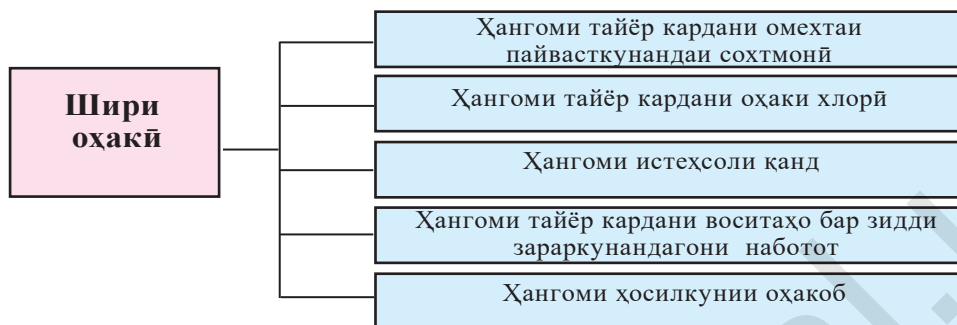 Шири
оҳакӣ
Ҳангоми тайёр кардани омехтаи
пайвасткунандаи сохтмонӣ
Ҳангоми тайёр кардани оҳаки хлорӣ
Ҳангоми истеҳсоли қанд
Ҳангоми тайёр кардани воситаҳо бар зидди
зараркунандагони наботот
Ҳангоми ҳосилкунии оҳакоб